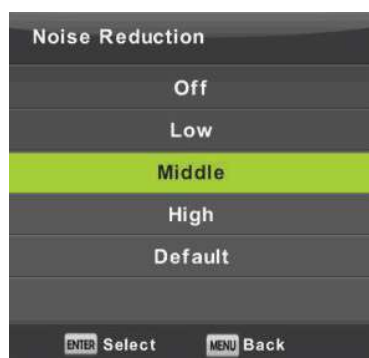 Noise Reduction
Off
Low
Middle
High
Default
ENTER Select MENU Back